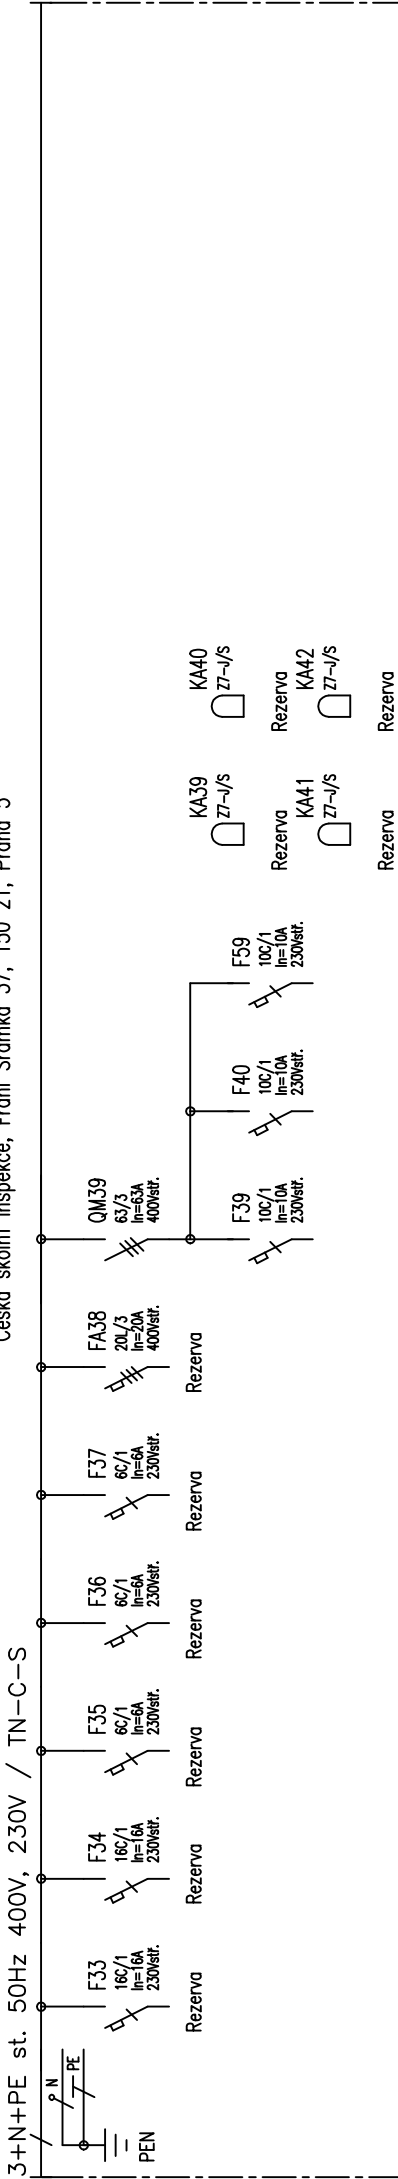 Česká školní inspekce, Fráni Šrámka 37, 150 21, Praha 5
3+N+PE st. 50Hz 400V, 230V / TN-C-S
N
PE
PEN
F33
16C/1
In=16A
230Vstř.
Rezerva
F34
16C/1
In=16A
230Vstř.
Rezerva
F35
6C/1
In=6A
230Vstř.
Rezerva
F36
6C/1
In=6A
230Vstř.
Rezerva
F37
6C/1
In=6A
230Vstř.
Rezerva
FA38
20L/3
In=20A
400Vstř.
Rezerva
QM39
63/3
In=63A
400Vstř.
F39
10C/1
In=10A
230Vstř.
F40
10C/1
In=10A
230Vstř.
F59
10C/1
In=10A
230Vstř.
KA39
Z7-J/S
Rezerva
KA40
Z7-J/S
Rezerva
KA41
Z7-J/S
Rezerva
KA42
Z7-J/S
Rezerva